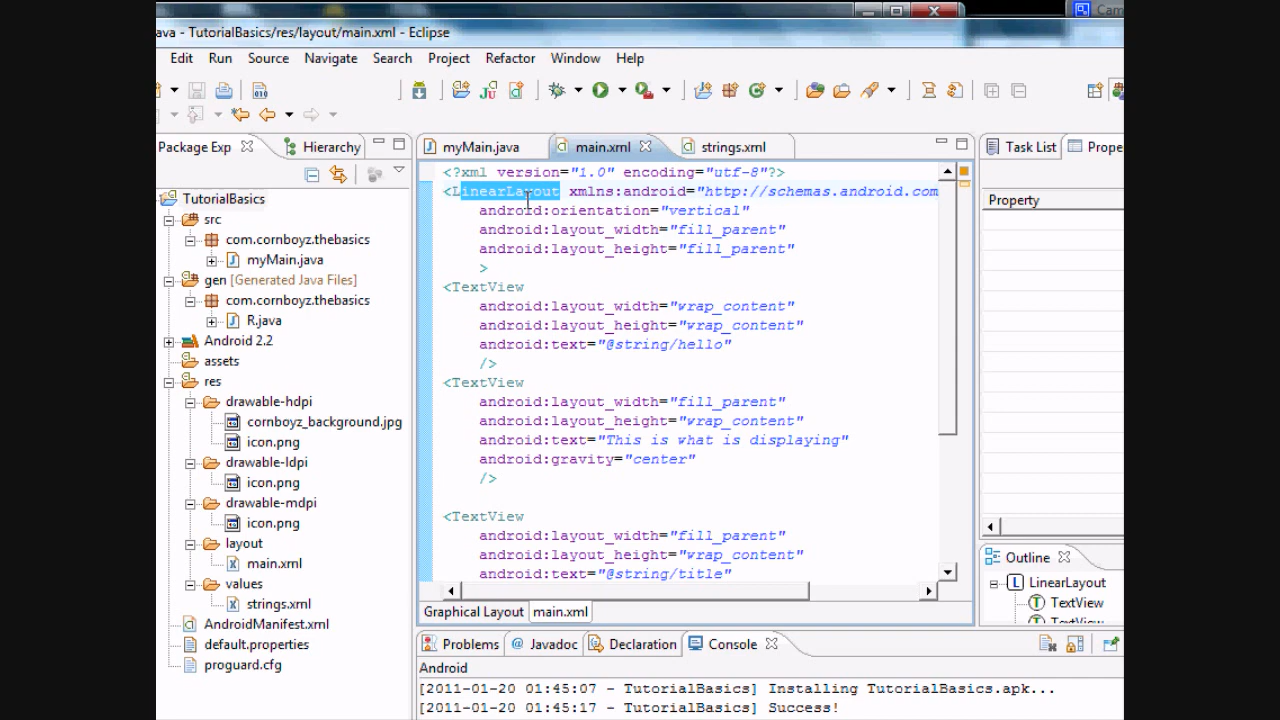 Cam
ava - TutorialBasics/res/layout/main.xml - Eclipse
Edit Run Source Navigate Search Project Refactor Window Help
Package Exp Hierarchy
TutorialBasics
src
com.cornboyz.thebasics
myMain.java
gen [Generated Java Files]
com.cornboyz.thebasics
R.java
Android 2.2
assets
res
drawable-hdpi
cornboyz_background.jpg
icon.png
drawable-ldpi
icon.png
drawable-mdpi
icon.png
layout
main.xml
values
strings.xml
AndroidManifest.xml
default.properties
proguard.cfg
myMain.java main.xml strings.xml
<?xml version="1.0" encoding="utf-8"?>
<LinearLayout xmlns:android="http://schemas.android.com
android:orientation="vertical"
android:layout_width="fill_parent"
android:layout_height="fill_parent"
>
<TextView
android:layout_width="wrap_content"
android:layout_height="wrap_content"
android:text="@string/hello"
/>
<TextView
android:layout_width="fill_parent"
android:layout_height="wrap_content"
android:text="This is what is displaying"
android:gravity="center"
/>
<TextView
android:layout_width="fill_parent"
android:layout_height="wrap_content"
android:text="@string/title"
Graphical Layout main.xml
Task List Prope
Property
Outline
LinearLayout
TextView
TextView
Problems Javadoc Declaration Console
Android
[2011-01-20 01:45:07 - TutorialBasics] Installing TutorialBasics.apk...
[2011-01-20 01:45:17 - TutorialBasics] Success!